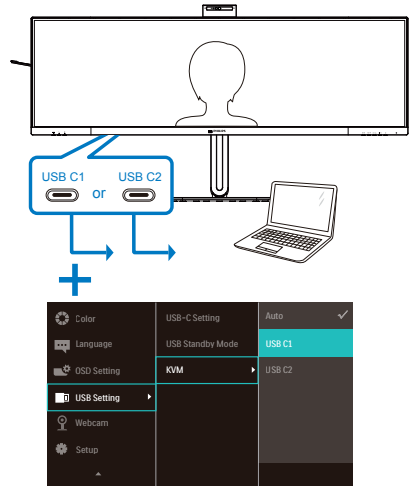 PHILIPS
USB C1
or
USB C2
Color
Language
OSD Setting
USB Setting
Webcam
Setup
USB-C Setting
USB Standby Mode
KVM
Auto
USB C1
USB C2